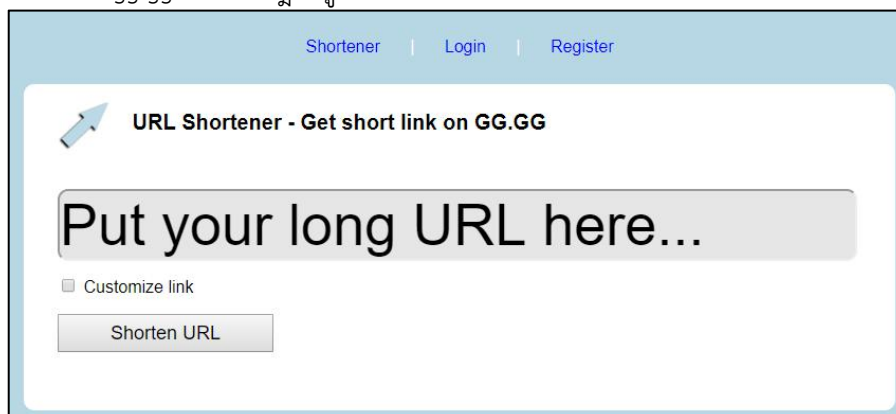 Shortener | Login | Register
URL Shortener - Get short link on GG.GG
Put your long URL here...
Customize link
Shorten URL